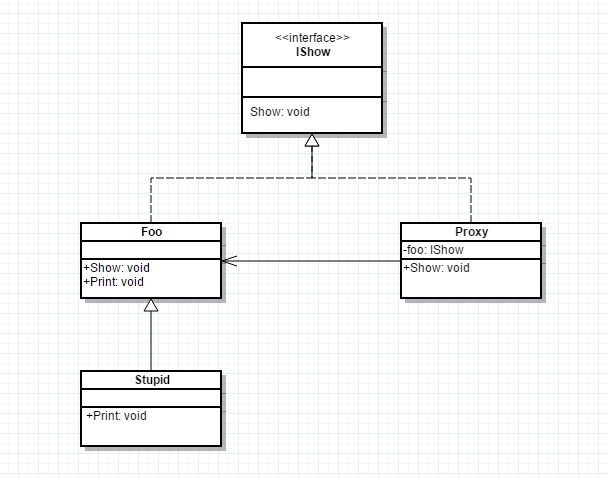 <<interface>>
IShow
Show: void
Foo
+Show: void
+Print: void
Proxy
-foo: IShow
+Show: void
Stupid
+Print: void